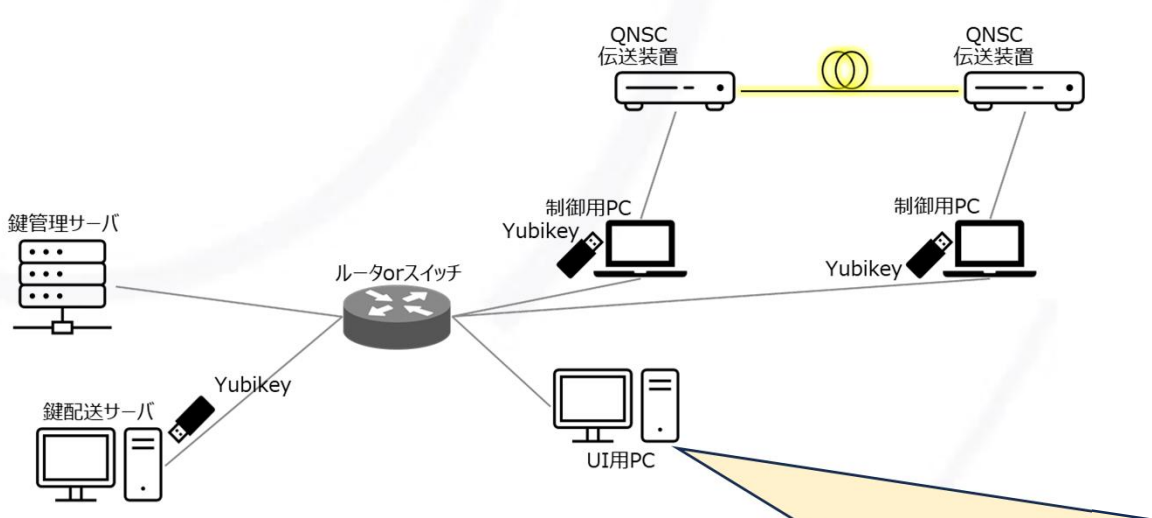 QNSC
伝送装置
QNSC
伝送装置
制御用PC
Yubikey
制御用PC
Yubikey
鍵管理サーバ
ルータorスイッチ
Yubikey
鍵配送サーバ
UI用PC